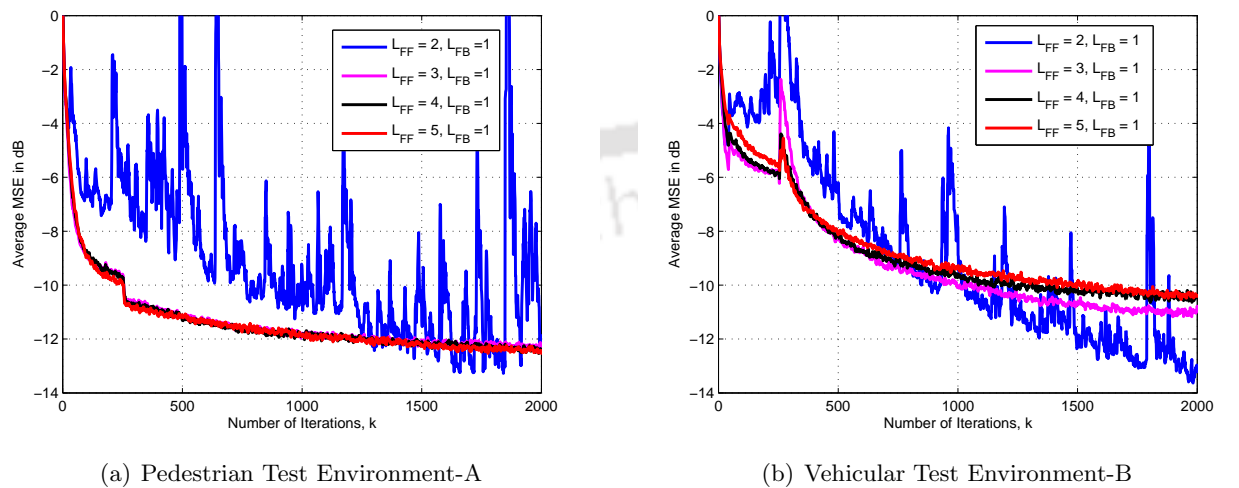 0
−2
−4
−6
−8
−10
−12
−14
0
500
1000
1500
2000
Number of Iterations, k
Average MSE in dB
L_FF = 2, L_FB =1
L_FF = 3, L_FB =1
L_FF = 4, L_FB =1
L_FF = 5, L_FB =1
(a) Pedestrian Test Environment-A
0
−2
−4
−6
−8
−10
−12
−14
0
500
1000
1500
2000
Number of Iterations, k
Average MSE in dB
L_FF = 2, L_FB = 1
L_FF = 3, L_FB = 1
L_FF = 4, L_FB = 1
L_FF = 5, L_FB = 1
(b) Vehicular Test Environment-B